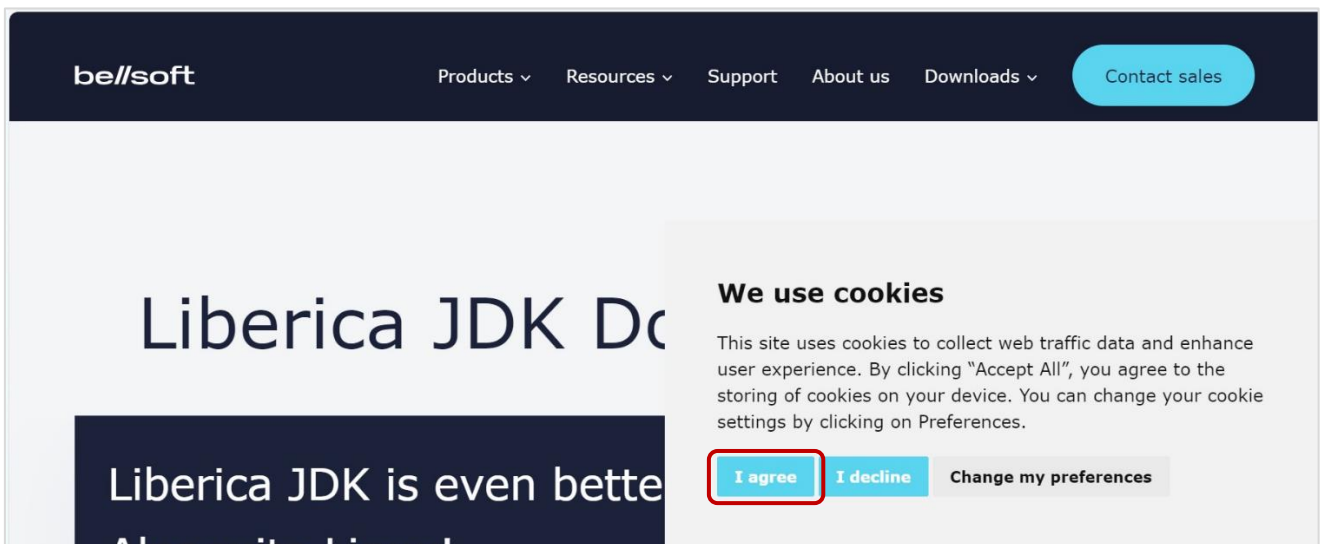 bellsoft
Products Resources Support About us Downloads Contact sales
Liberica JDK
We use cookies
This site uses cookies to collect web traffic data and enhance
user experience. By clicking “Accept All”, you agree to the
storing of cookies on your device. You can change your cookie
settings by clicking on Preferences.
I agree I decline Change my preferences
Liberica JDK is even bette